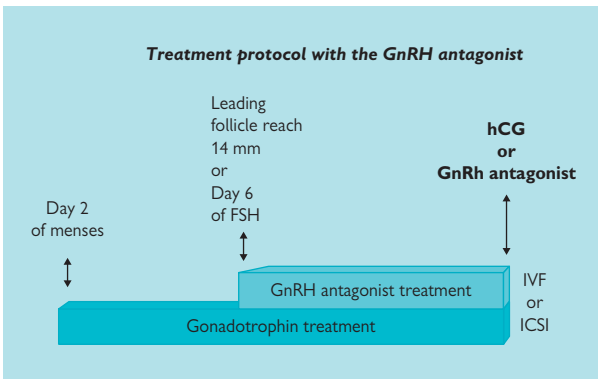 Treatment protocol with the GnRH antagonist
Leading
follicle reach
14 mm
or
Day 6
of FSH
hCG
or
GnRh antagonist
Day 2
of menses
GnRH antagonist treatment
Gonadotrophin treatment
IVF
or
ICSI